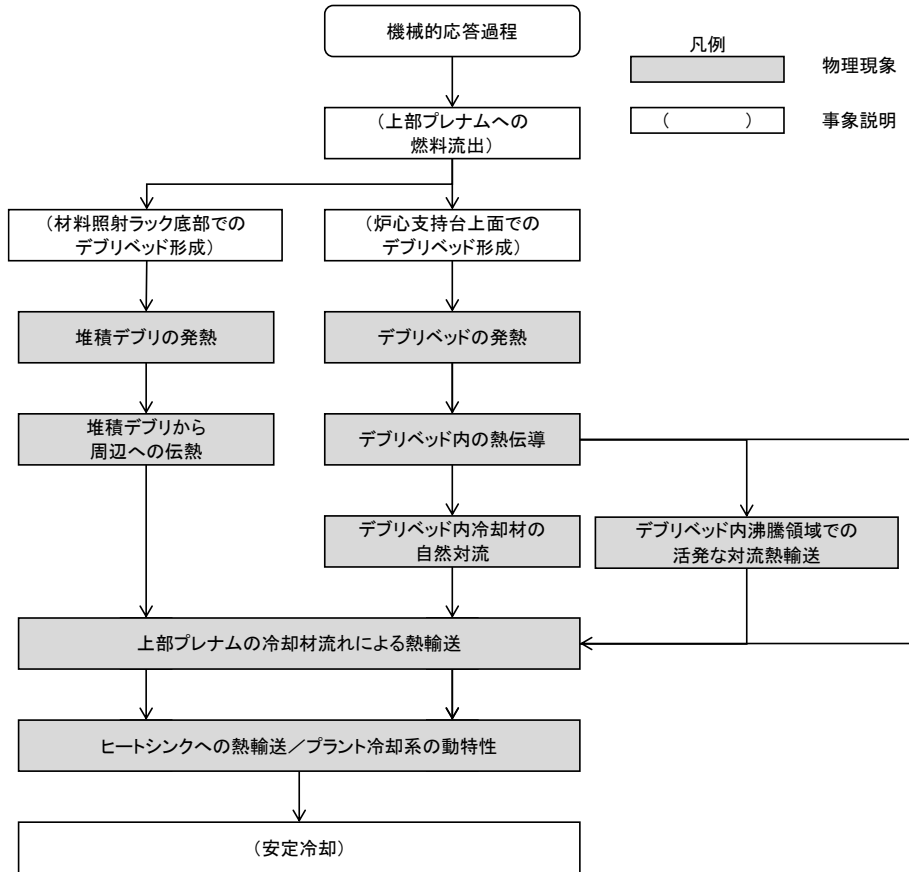 機械的応答過程
凡例
物理現象
(上部プレナムへの
燃料流出)
(　　　　　)
事象説明
(材料照射ラック底部での
デブリベッド形成)
(炉心支持台上面での
デブリベッド形成)
堆積デブリの発熱
デブリベッドの発熱
堆積デブリから
周辺への伝熱
デブリベッド内の熱伝導
デブリベッド内冷却材の
自然対流
デブリベッド内沸騰領域での
活発な対流熱輸送
上部プレナムの冷却材流れによる熱輸送
ヒートシンクへの熱輸送／プラント冷却系の動特性
(安定冷却)